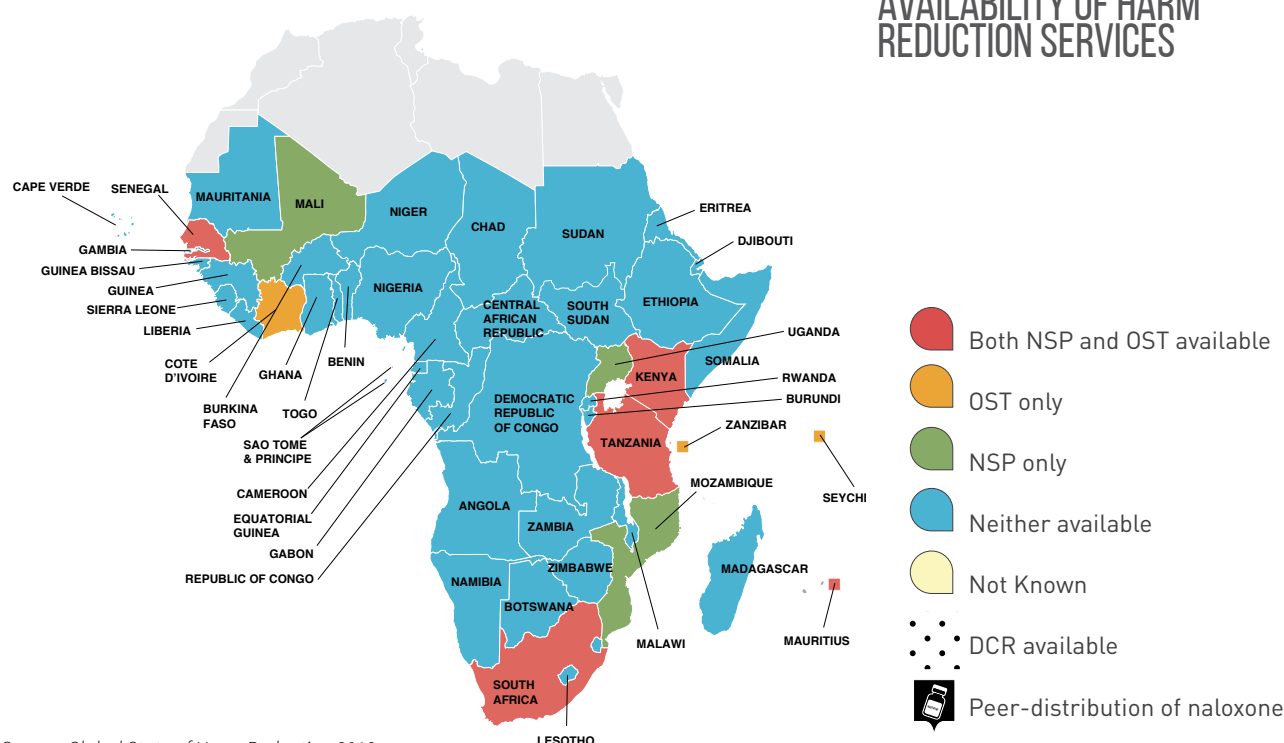 AVAILABILITY OF HARM
REDUCTION SERVICES
CAPE VERDE
SENEGAL
MAURITANIA
MALI
NIGER
CHAD
SUDAN
ERITREA
DJIBOUTI
GAMBIA
GUINEA BISSAU
GUINEA
SIERRA LEONE
LIBERIA
COTE
D'IVOIRE
GHANA
BENIN
BURKINA
FASO
TOGO
SAO TOME
& PRINCIPE
CAMEROON
EQUATORIAL
GUINEA
GABON
REPUBLIC OF CONGO
NIGERIA
CENTRAL
AFRICAN
REPUBLIC
SOUTH
SUDAN
ETHIOPIA
UGANDA
SOMALIA
KENYA
RWANDA
BURUNDI
DEMOCRATIC
REPUBLIC
OF CONGO
TANZANIA
ZANZIBAR
SEYCHI
MOZAMBIQUE
ANGOLA
ZAMBIA
ZIMBABWE
MADAGASCAR
NAMIBIA
BOTSWANA
MALAWI
MAURITIUS
SOUTH
AFRICA
LESOTHO
Both NSP and OST available
OST only
NSP only
Neither available
Not Known
DCR available
Peer-distribution of naloxone